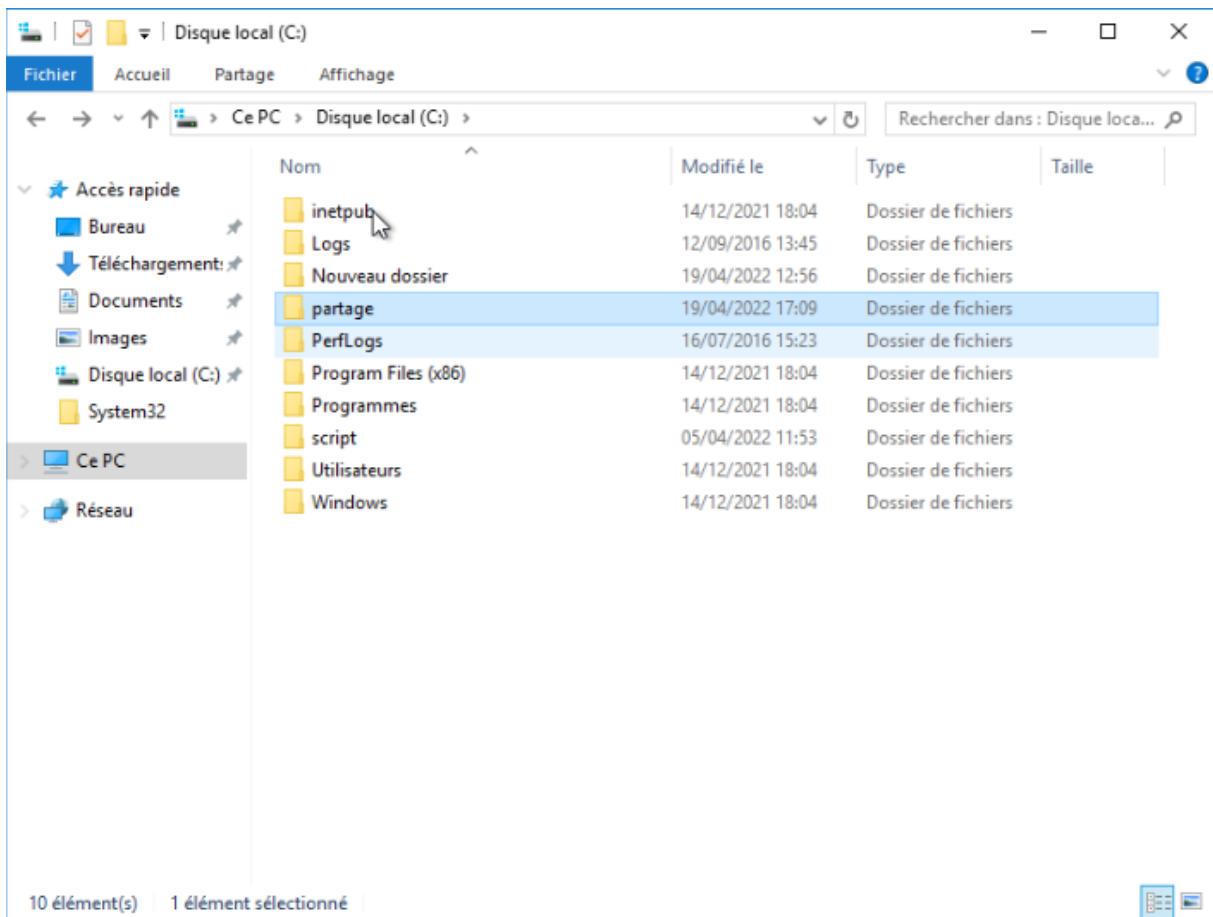 Disque local (C:)
Fichier Accueil Partage Affichage
Ce PC > Disque local (C:) > Rechercher dans : Disque loca...
Nom Modifié le Type Taille
Accès rapide
Bureau
Téléchargement
Documents
Images
Disque local (C:)
System32
Ce PC
Réseau
inetpub 14/12/2021 18:04 Dossier de fichiers
Logs 12/09/2016 13:45 Dossier de fichiers
Nouveau dossier 19/04/2022 12:56 Dossier de fichiers
partage 19/04/2022 17:09 Dossier de fichiers
PerfLogs 16/07/2016 15:23 Dossier de fichiers
Program Files (x86) 14/12/2021 18:04 Dossier de fichiers
Programmes 14/12/2021 18:04 Dossier de fichiers
script 05/04/2022 11:53 Dossier de fichiers
Utilisateurs 14/12/2021 18:04 Dossier de fichiers
Windows 14/12/2021 18:04 Dossier de fichiers
10 élément(s) 1 élément sélectionné